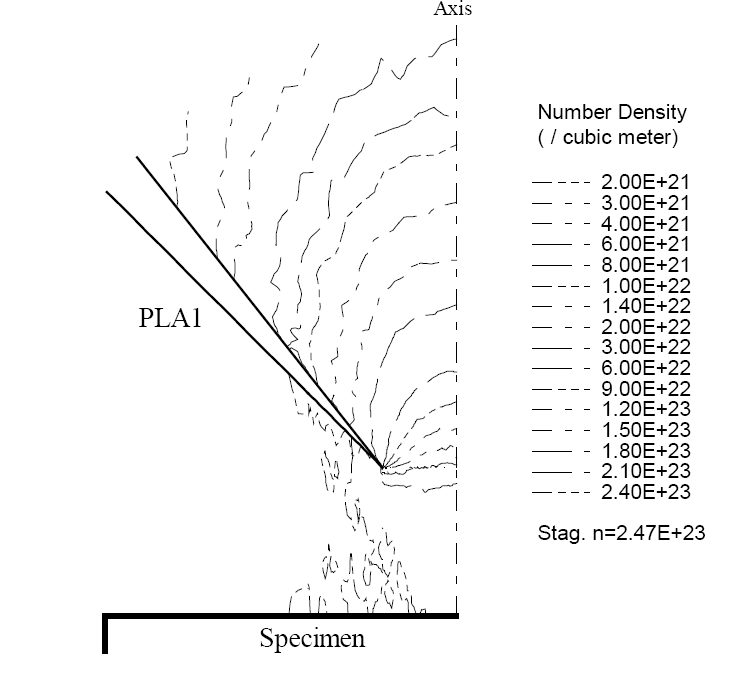 Axis
Number Density
( / cubic meter)
2.00E+21
3.00E+21
4.00E+21
6.00E+21
8.00E+21
1.00E+22
1.40E+22
2.00E+22
3.00E+22
6.00E+22
9.00E+22
1.20E+23
1.50E+23
1.80E+23
2.10E+23
2.40E+23
Stag. n=2.47E+23
PLA1
Specimen